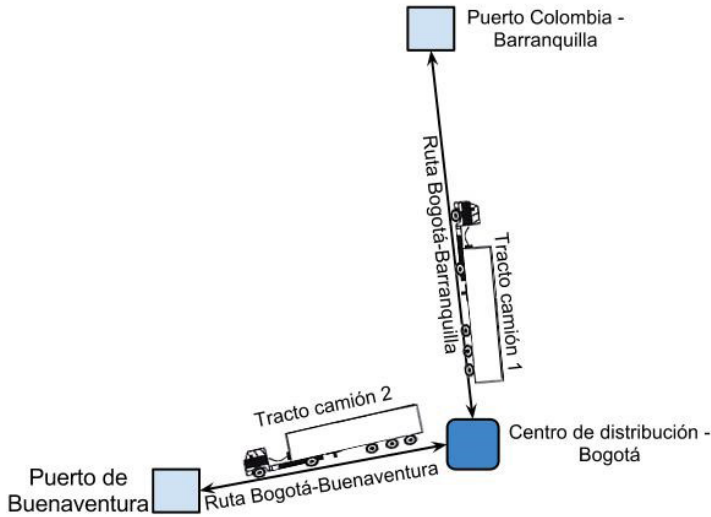 Puerto Colombia -
Barranquilla
Ruta Bogotá-Barranquilla
Tracto camión 1
Tracto camión 2
Centro de distribución -
Bogotá
Puerto de
Buenaventura
Ruta Bogotá-Buenaventura